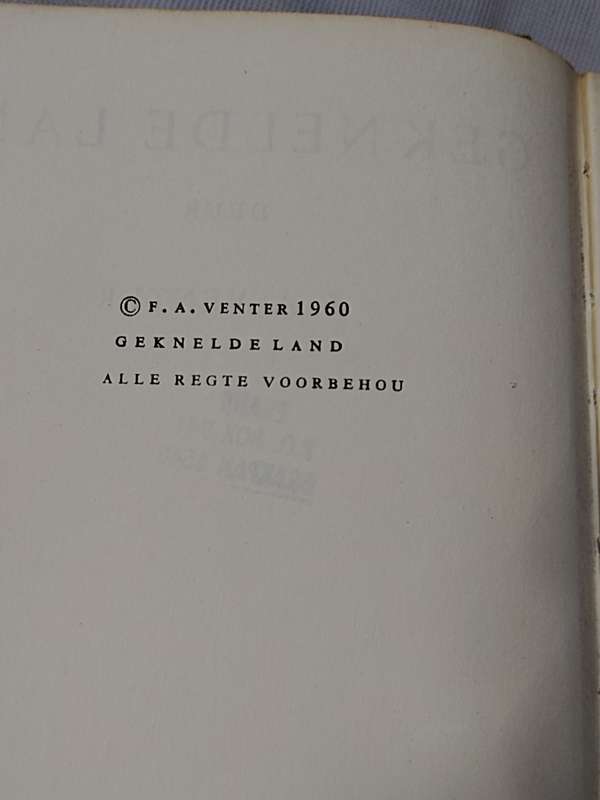 © F. A. VENTER 1960
GEKNELDE LAND
ALLE REGTE VOORBEHOU